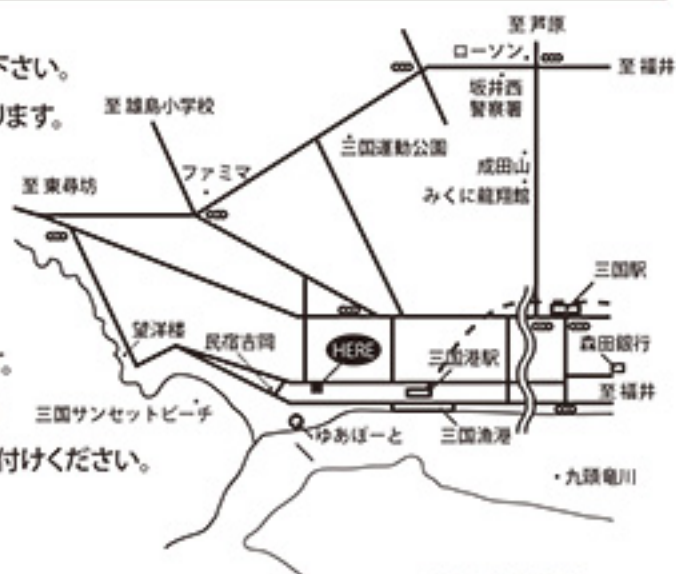 至 芦原
ローソン
至 福井
下さい。
坂井西
警察署
ります。
至 雄島小学校
三国運動公園
成田山
ファミマ
至 東尋坊
みくに龍翔館
三国駅
望洋楼
民宿吉岡
HERE
三国港駅
森田銀行
至 福井
三国サンセットビーチ
ゆあぽーと
三国漁港
付けください。
九頭竜川